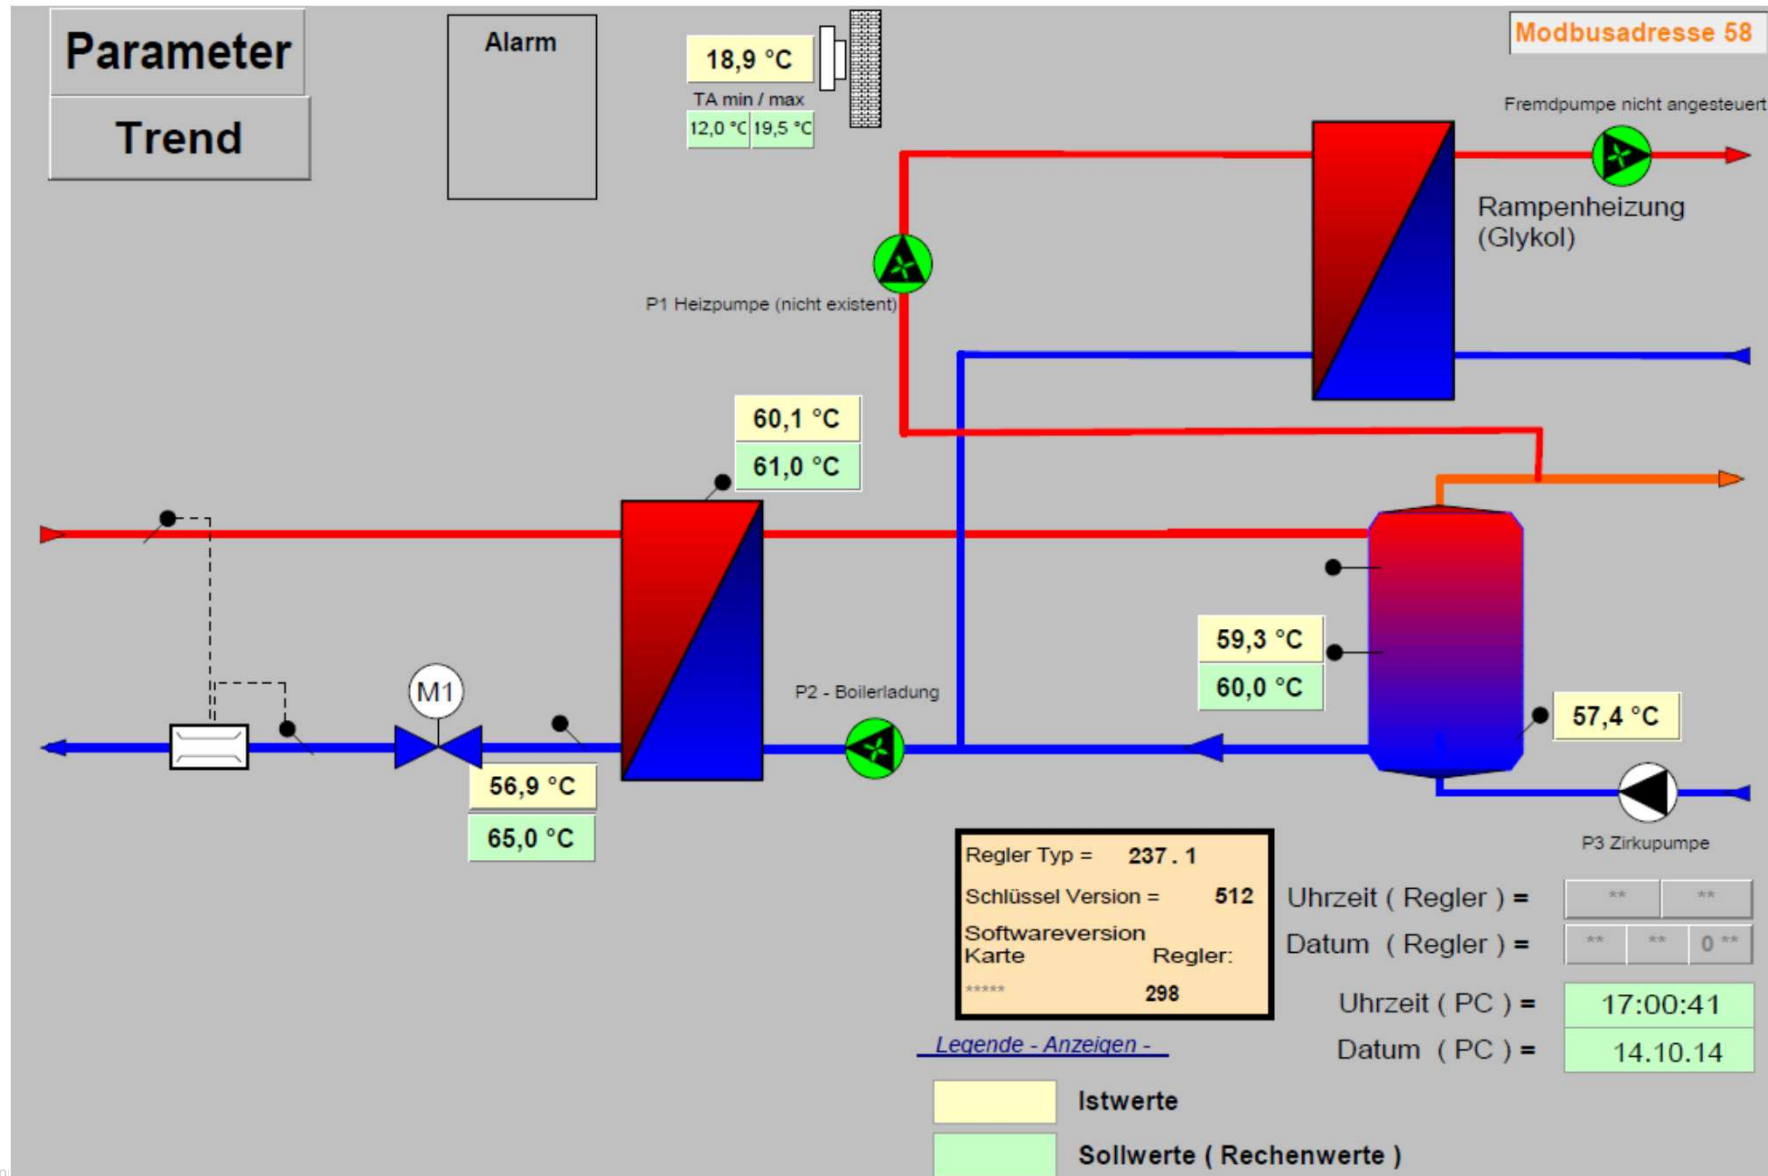 Parameter
Trend
Alarm
18,9 °C
TA min / max
12,0 °C 19,5 °C
Modbusadresse 58
Fremdpumpe nicht angesteuert
Rampenheizung
(Glykol)
P1 Heizpumpe (nicht existent)
60,1 °C
61,0 °C
59,3 °C
60,0 °C
M1
P2 - Boilerladung
57,4 °C
56,9 °C
65,0 °C
P3 Zirkupumpe
Regler Typ = 237 . 1
Schlüssel Version = 512
Softwareversion
Karte Regler:
***** 298
Uhrzeit ( Regler ) = ** **
Datum ( Regler ) = ** ** 0 **
Uhrzeit ( PC ) = 17:00:41
Datum ( PC ) = 14.10.14
Legende - Anzeigen -
Istwerte
Sollwerte ( Rechenwerte )